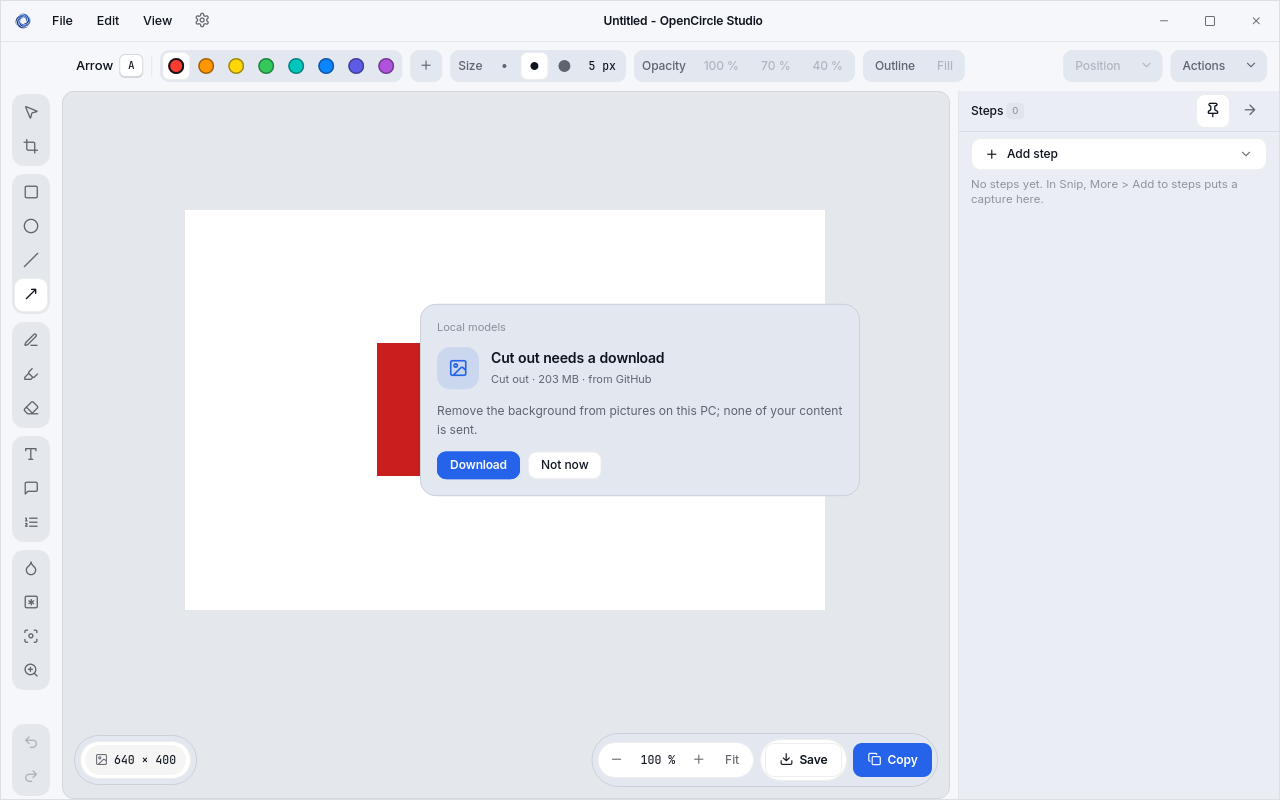 File Edit View Untitled - OpenCircle Studio
Arrow A Size 5 px Opacity 100 % 70 % 40 % Outline Fill Position Actions
Steps 0
Add step
No steps yet. In Snip, More > Add to steps puts a
capture here.
Local models
Cut out needs a download
Cut out · 203 MB · from GitHub
Remove the background from pictures on this PC; none of your content
is sent.
Download Not now
640 × 400 100 % Fit Save Copy